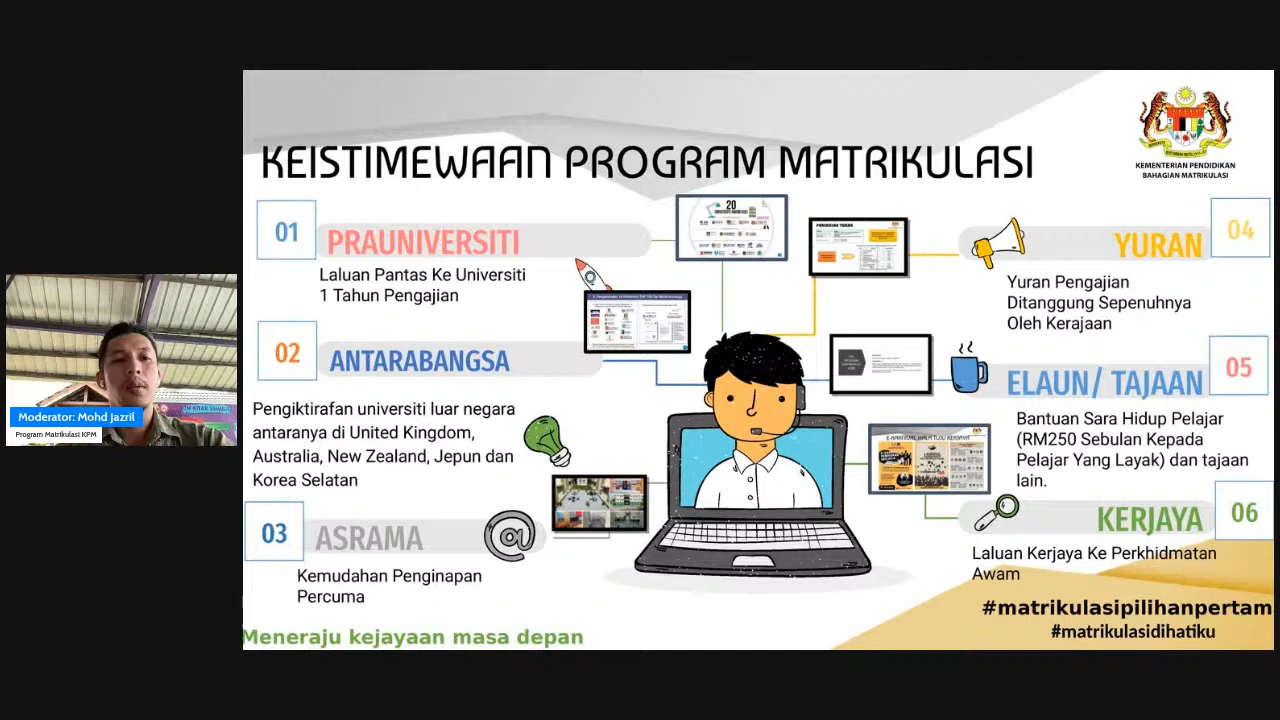 KEISTIMEWAAN PROGRAM MATRIKULASI
KEMENTERIAN PENDIDIKAN
BAHAGIAN MATRIKULASI
01
PRAUNIVERSITI
Laluan Pantas Ke Universiti
1 Tahun Pengajian
02
ANTARABANGSA
Pengiktirafan universiti luar negara
antaranya di United Kingdom,
Australia, New Zealand, Jepun dan
Korea Selatan
03
ASRAMA
Kemudahan Penginapan
Percuma
04
YURAN
Yuran Pengajian
Ditanggung Sepenuhnya
Oleh Kerajaan
05
ELAUN/ TAJAAN
Bantuan Sara Hidup Pelajar
(RM250 Sebulan Kepada
Pelajar Yang Layak) dan tajaan
lain.
06
KERJAYA
Laluan Kerjaya Ke Perkhidmatan
Awam
20
#matrikulasipilihanpertam
#matrikulasidihatiku
Meneraju kejayaan masa depan
Moderator: Mohd Jazril
Program Matrikulasi KPM